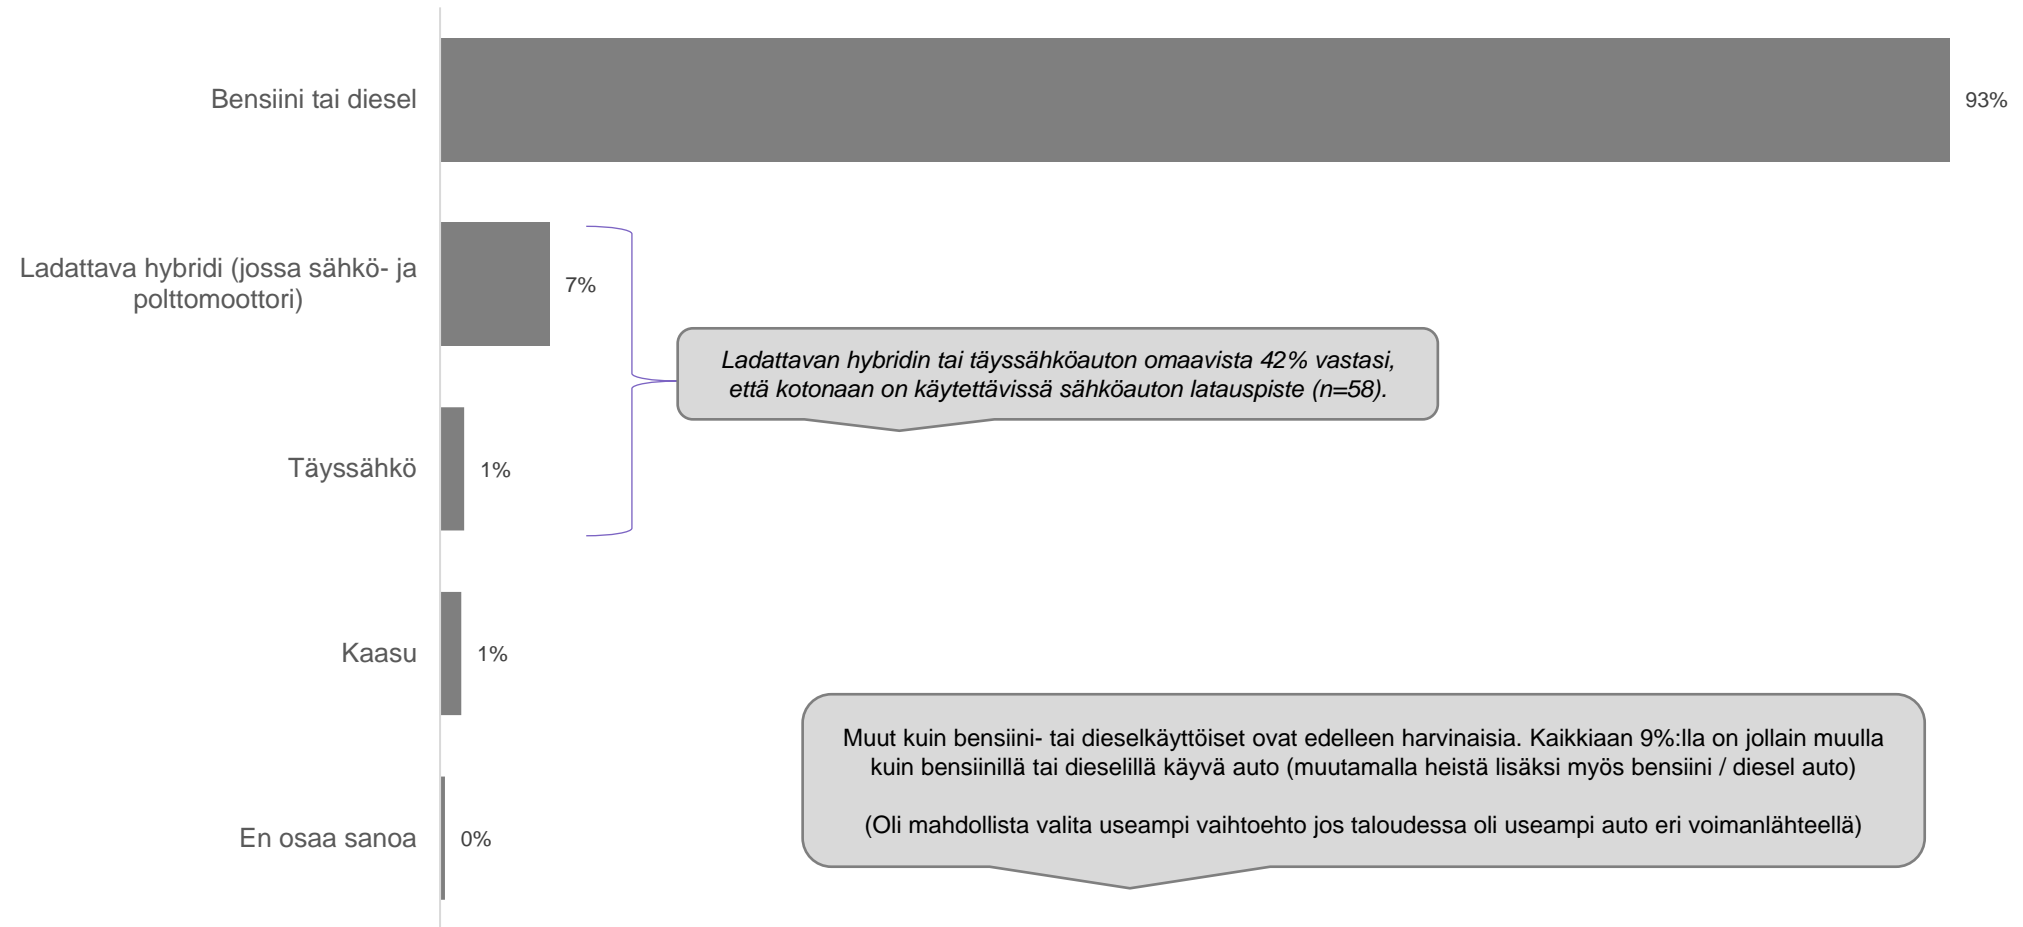 Bensiini tai diesel
93%
Ladattava hybridi (jossa sähkö- ja
polttomoottori)
7%
Ladattavan hybridin tai täyssähköauton omaavista 42% vastasi,
että kotonaan on käytettävissä sähköauton latauspiste (n=58).
Täyssähkö
1%
Kaasu
1%
Muut kuin bensiini- tai dieselkäyttöiset ovat edelleen harvinaisia. Kaikkiaan 9%:lla on jollain muulla
kuin bensiinillä tai dieselillä käyvä auto (muutamalla heistä lisäksi myös bensiini / diesel auto)
(Oli mahdollista valita useampi vaihtoehto jos taloudessa oli useampi auto eri voimanlähteellä)
En osaa sanoa
0%